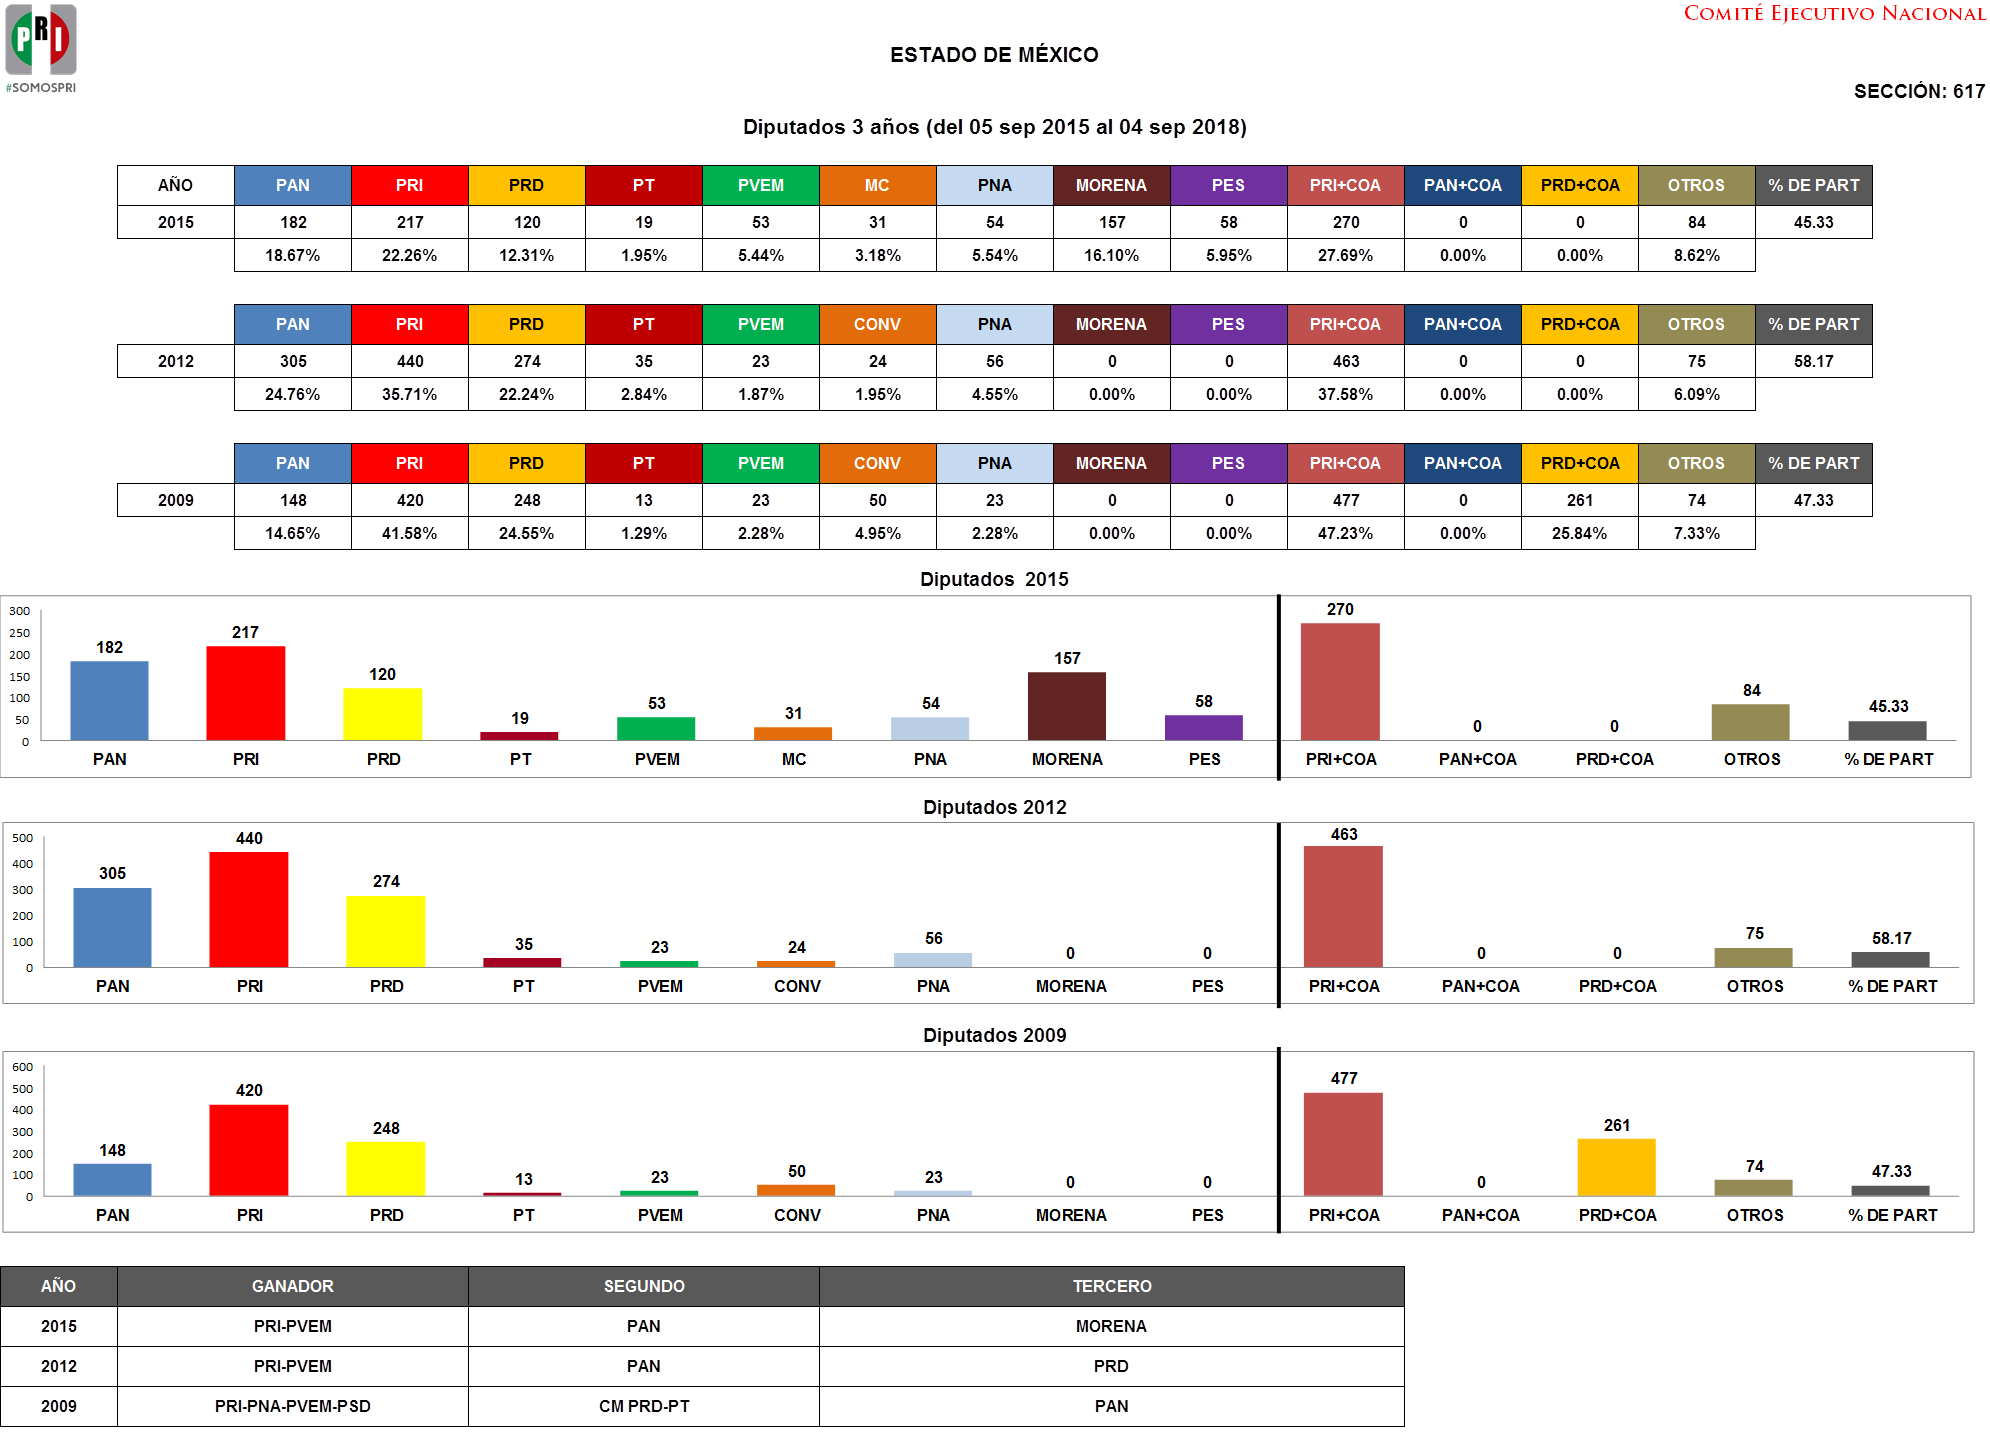 PRI
#SOMOSPRI
COMITÉ EJECUTIVO NACIONAL
ESTADO DE MÉXICO
SECCIÓN: 617
Diputados 3 años (del 05 sep 2015 al 04 sep 2018)
AÑO PAN PRI PRD PT PVEM MC PNA MORENA PES PRI+COA PAN+COA PRD+COA OTROS % DE PART
2015 182 217 120 19 53 31 54 157 58 270 0 0 84 45.33
18.67% 22.26% 12.31% 1.95% 5.44% 3.18% 5.54% 16.10% 5.95% 27.69% 0.00% 0.00% 8.62%
PAN PRI PRD PT PVEM CONV PNA MORENA PES PRI+COA PAN+COA PRD+COA OTROS % DE PART
2012 305 440 274 35 23 24 56 0 0 463 0 0 75 58.17
24.76% 35.71% 22.24% 2.84% 1.87% 1.95% 4.55% 0.00% 0.00% 37.58% 0.00% 0.00% 6.09%
PAN PRI PRD PT PVEM CONV PNA MORENA PES PRI+COA PAN+COA PRD+COA OTROS % DE PART
2009 148 420 248 13 23 50 23 0 0 477 0 261 74 47.33
14.65% 41.58% 24.55% 1.29% 2.28% 4.95% 2.28% 0.00% 0.00% 47.23% 0.00% 25.84% 7.33%
Diputados 2015
300
250
200
150
100
50
0
182 217 120 19 53 31 54 157 58 270 0 0 84 45.33
PAN PRI PRD PT PVEM MC PNA MORENA PES PRI+COA PAN+COA PRD+COA OTROS % DE PART
Diputados 2012
500
400
300
200
100
0
305 440 274 35 23 24 56 0 0 463 0 0 75 58.17
PAN PRI PRD PT PVEM CONV PNA MORENA PES PRI+COA PAN+COA PRD+COA OTROS % DE PART
Diputados 2009
600
500
400
300
200
100
0
148 420 248 13 23 50 23 0 0 477 0 261 74 47.33
PAN PRI PRD PT PVEM CONV PNA MORENA PES PRI+COA PAN+COA PRD+COA OTROS % DE PART
AÑO GANADOR SEGUNDO TERCERO
2015 PRI-PVEM PAN MORENA
2012 PRI-PVEM PAN PRD
2009 PRI-PNA-PVEM-PSD CM PRD-PT PAN